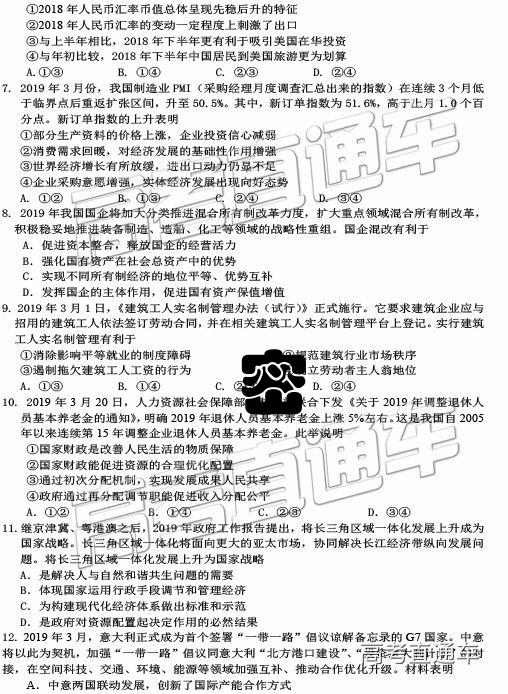 ①2018 年人民币汇率币值总体呈现先稳后升的特征
②2018 年人民币汇率的变动一定程度上刺激了出口
③与上半年相比，2018 年下半年更有利于吸引美国在华投资
④与年初比较，2018 年下半年中国居民到美国旅游更为划算
A. ①③ B. ①④ C. ②③ D. ②④
7. 2019 年 3 月份，我国制造业 PMI（采购经理月度调查汇总出来的指数）在连续 3 个月低
于临界点后重返扩张区间，升至 50.5%。其中，新订单指数为 51.6%，高于上月 1.0 个百
分点。新订单指数的上升表明
①部分生产资料的价格上涨，企业投资信心减弱
②消费需求回暖，对经济发展的基础性作用增强
③世界经济增长有所放缓，进出口动力仍显不足
④企业采购意愿增强，实体经济发展出现向好态势
A. ①② B. ①③ C. ②④ D. ③④
8. 2019 年我国国企将加大分类推进混合所有制改革力度，扩大重点领域混合所有制改革，
积极稳妥地推进装备制造、造船、化工等领域的战略性重组。国企混改有利于
A. 促进资本整合，释放国企的经营活力
B. 强化国有资产在社会总资产中的优势
C. 实现不同所有制经济的地位平等、优势互补
D. 发挥国企的主体作用，促进国有资产保值增值
9. 2019 年 3 月 1 日，《建筑工人实名制管理办法（试行）》正式施行。它要求建筑企业应与
招用的建筑工人依法签订劳动合同，并在相关建筑工人实名制管理平台上登记。实行建筑
工人实名制管理有利于
①消除影响平等就业的制度障碍 ②规范建筑行业市场秩序
③遏制拖欠建筑工人工资的行为 立劳动者主人翁地位
A. ①③ B. ①④ C. ② ④
10. 2019 年 3 月 20 日，人力资源社会保障部 联合下发《关于 2019 年调整退休人
员基本养老金的通知》，明确 2019 年退休人员基本养老金上涨 5%左右。这是我国自 2005
年以来连续第 15 年调整企业退休人员基本养老金。此举说明
①国家财政是改善人民生活的物质保障
②国家财政能促进资源的合理优化配置
③通过初次分配机制，实现发展成果人民共享
④政府通过再分配调节职能促进收入分配公平
A. ①② B. ①④ C. ②③ D. ③④
11. 继京津冀、粤港澳之后，2019 年政府工作报告提出，将长三角区域一体化发展上升成为
国家战略。长三角区域一体化将面向更大的亚太市场，协同解决长江经济带纵向发展问
题。将长三角区域一体化发展上升为国家战略
A. 是解决人与自然和谐共生问题的需要
B. 体现国家运用行政手段调节和管理经济
C. 为构建现代化经济体系做出标准和示范
D. 是政府对资源配置起决定作用的必然结果
12. 2019 年 3 月，意大利正式成为首个签署“一带一路”倡议谅解备忘录的 G7 国家。中意
将以此为契机，加强“一带一路”倡议同意大利“北方港口建设”、“ 对
接，在空间科技、交通、环境、能源等领域加强互补、推动合作优化升级。材料表明
A. 中意两国联动发展，创新了国际产能合作方式
高考直通车
高考直通车
高考直通车